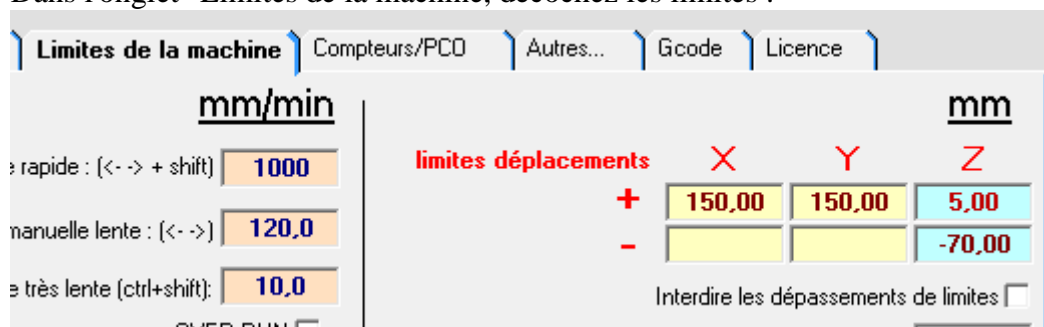 Dans l'onglet "Limites de la machine, décochez les limites :
Limites de la machine Compteurs/PCO Autres... Gcode Licence
mm/min mm
e rapide : (<- -> + shift) 1000 limites déplacements X Y Z
+ 150,00 150,00 5,00
manuelle lente : (<- ->) 120,0 - -70,00
e très lente (ctrl+shift): 10,0 Interdire les dépassements de limites